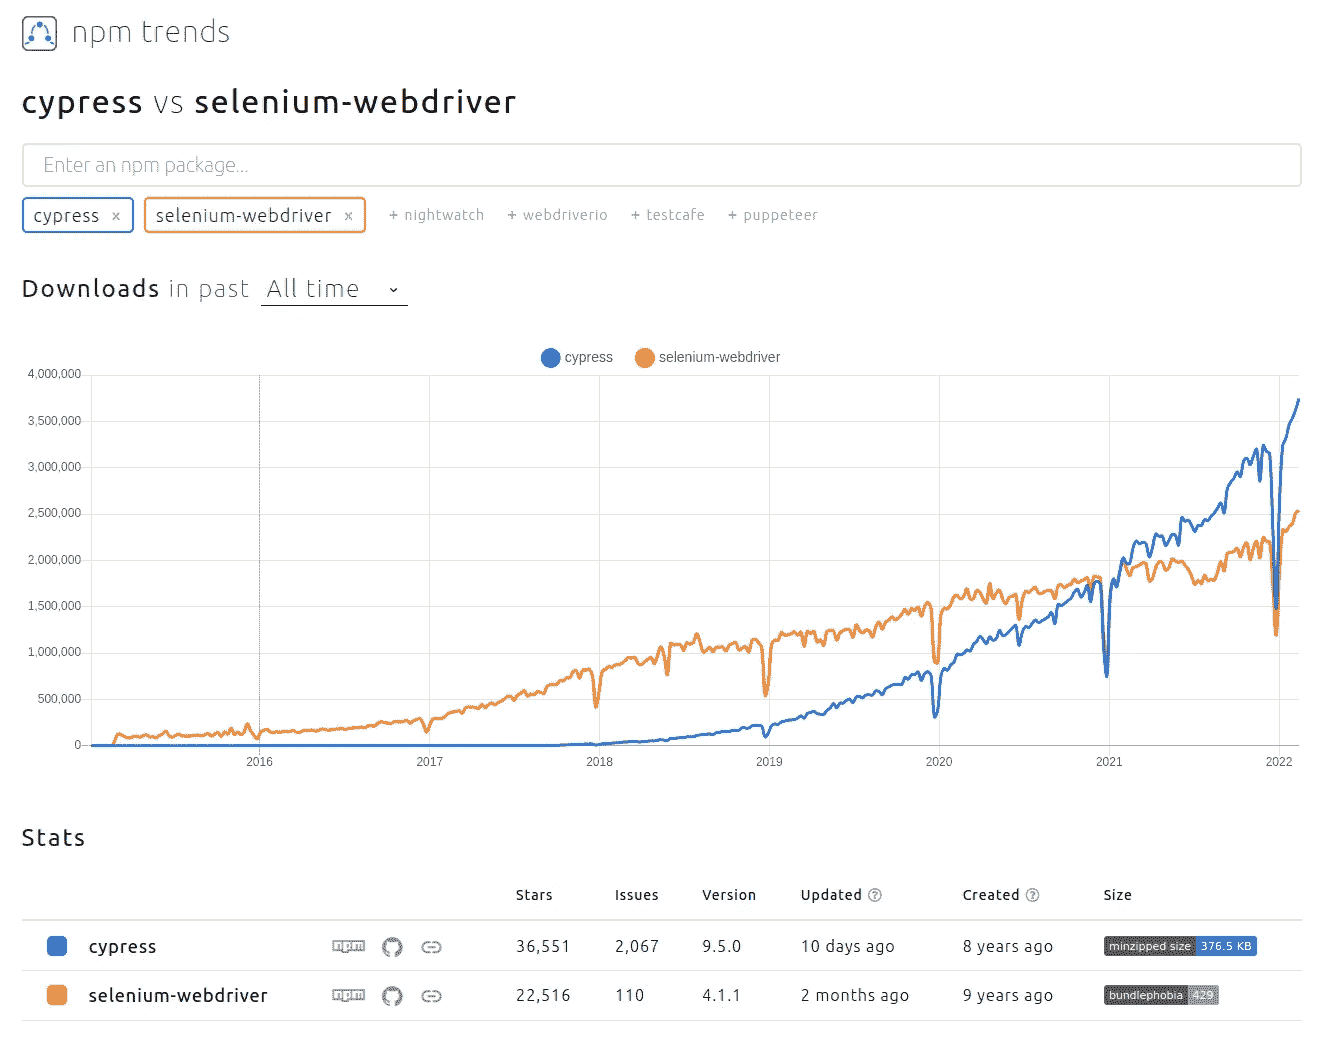 npm trends
cypress vs selenium-webdriver
Enter an npm package...
cypress × selenium-webdriver × + nightwatch + webdriverio + testcafe + puppeteer
Downloads in past All time
cypress selenium-webdriver
4,000,000
3,500,000
3,000,000
2,500,000
2,000,000
1,500,000
1,000,000
500,000
0
2016 2017 2018 2019 2020 2021 2022
Stats
Stars Issues Version Updated ? Created ? Size
cypress npm 36,551 2,067 9.5.0 10 days ago 8 years ago minzipped size 376.5 KB
selenium-webdriver npm 22,516 110 4.1.1 2 months ago 9 years ago bundlephobia 429